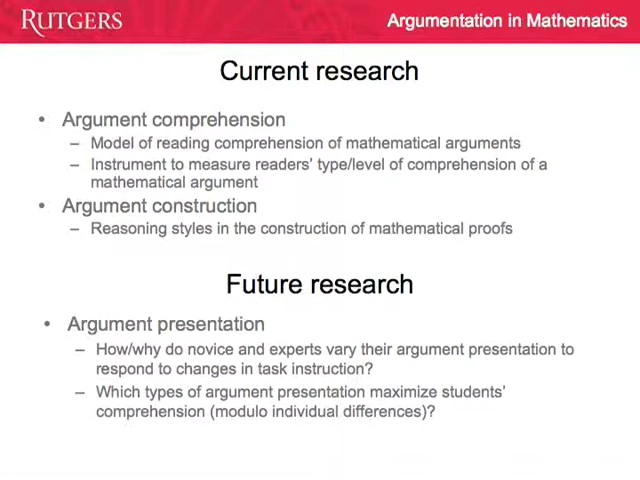 RUTGERS
Argumentation in Mathematics
Current research
• Argument comprehension
– Model of reading comprehension of mathematical arguments
– Instrument to measure readers' type/level of comprehension of a
mathematical argument
• Argument construction
– Reasoning styles in the construction of mathematical proofs
Future research
• Argument presentation
– How/why do novice and experts vary their argument presentation to
respond to changes in task instruction?
– Which types of argument presentation maximize students'
comprehension (modulo individual differences)?